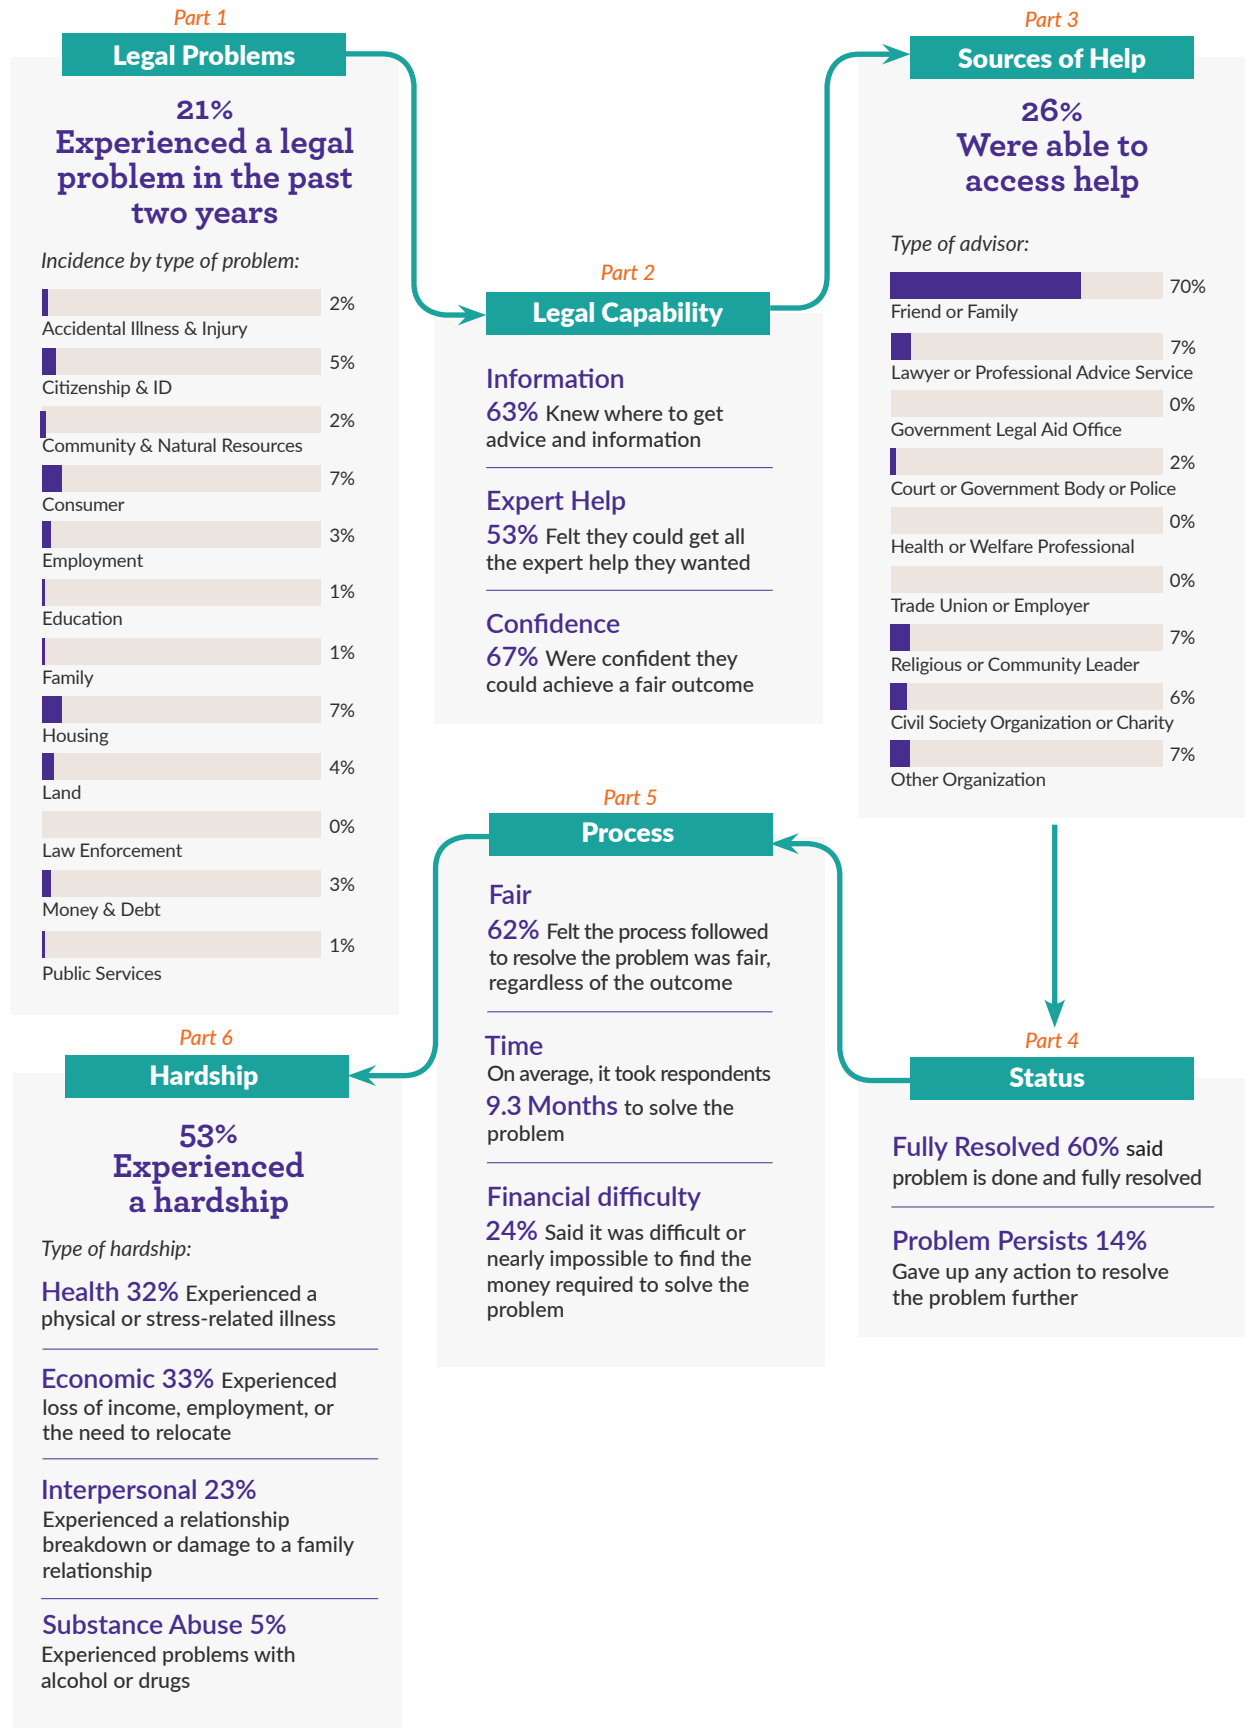 Part 1
Legal Problems
21%
Experienced a legal
problem in the past
two years
Incidence by type of problem:
2%
Accidental Illness & Injury
5%
Citizenship & ID
2%
Community & Natural Resources
7%
Consumer
3%
Employment
1%
Education
1%
Family
7%
Housing
4%
Land
0%
Law Enforcement
3%
Money & Debt
1%
Public Services
Part 2
Legal Capability
Information
63% Knew where to get
advice and information
Expert Help
53% Felt they could get all
the expert help they wanted
Confidence
67% Were confident they
could achieve a fair outcome
Part 3
Sources of Help
26%
Were able to
access help
Type of advisor:
70%
Friend or Family
7%
Lawyer or Professional Advice Service
0%
Government Legal Aid Office
2%
Court or Government Body or Police
0%
Health or Welfare Professional
0%
Trade Union or Employer
7%
Religious or Community Leader
6%
Civil Society Organization or Charity
7%
Other Organization
Part 4
Status
Fully Resolved 60% said
problem is done and fully resolved
Problem Persists 14%
Gave up any action to resolve
the problem further
Part 5
Process
Fair
62% Felt the process followed
to resolve the problem was fair,
regardless of the outcome
Time
On average, it took respondents
9.3 Months to solve the
problem
Financial difficulty
24% Said it was difficult or
nearly impossible to find the
money required to solve the
problem
Part 6
Hardship
53%
Experienced
a hardship
Type of hardship:
Health 32% Experienced a
physical or stress-related illness
Economic 33% Experienced
loss of income, employment, or
the need to relocate
Interpersonal 23%
Experienced a relationship
breakdown or damage to a family
relationship
Substance Abuse 5%
Experienced problems with
alcohol or drugs